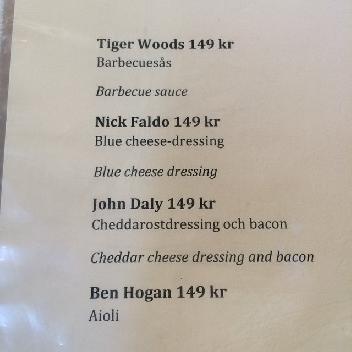 Tiger Woods 149 kr
Barbecuesås
Barbecue sauce
Nick Faldo 149 kr
Blue cheese-dressing
Blue cheese dressing
John Daly 149 kr
Cheddarostdressing och bacon
Cheddar cheese dressing and bacon
Ben Hogan 149 kr
Aioli